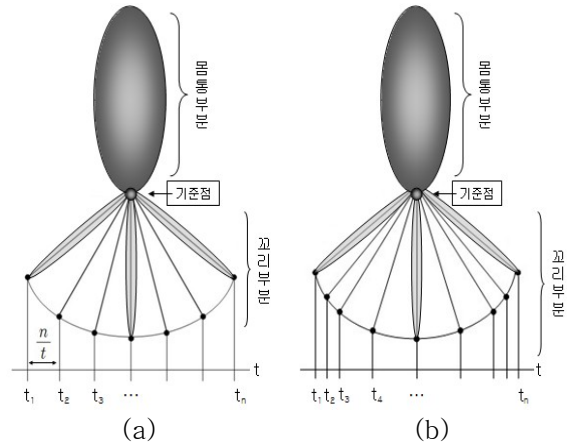 몸통부분
기준점
꼬리부분
n/t
t
t₁ t₂ t₃ ... tₙ
(a)
몸통부분
기준점
꼬리부분
t
t₁ t₂ t₃ t₄ ... tₙ
(b)